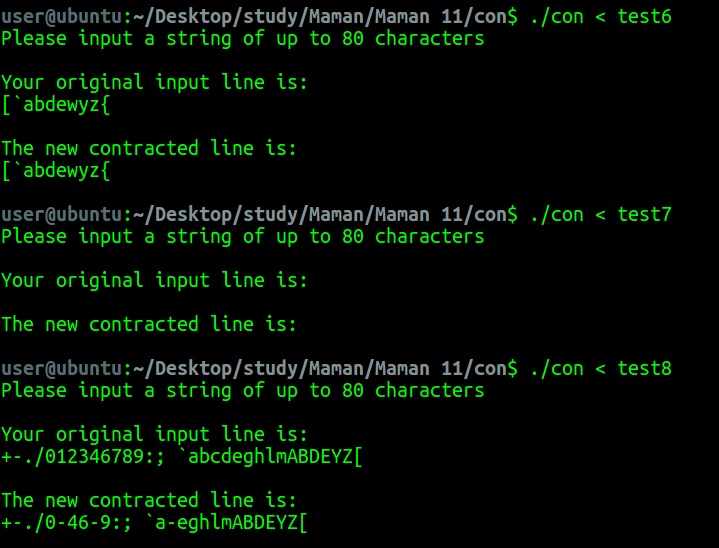 user@ubuntu:~/Desktop/study/Maman/Maman 11/con$ ./con < test6
Please input a string of up to 80 characters
Your original input line is:
[`abdewyz{
The new contracted line is:
[`abdewyz{
user@ubuntu:~/Desktop/study/Maman/Maman 11/con$ ./con < test7
Please input a string of up to 80 characters
Your original input line is:
The new contracted line is:
user@ubuntu:~/Desktop/study/Maman/Maman 11/con$ ./con < test8
Please input a string of up to 80 characters
Your original input line is:
+-./012346789:; `abcdeghlmABDEYZ[
The new contracted line is:
+-./0-46-9:; `a-eghlmABDEYZ[